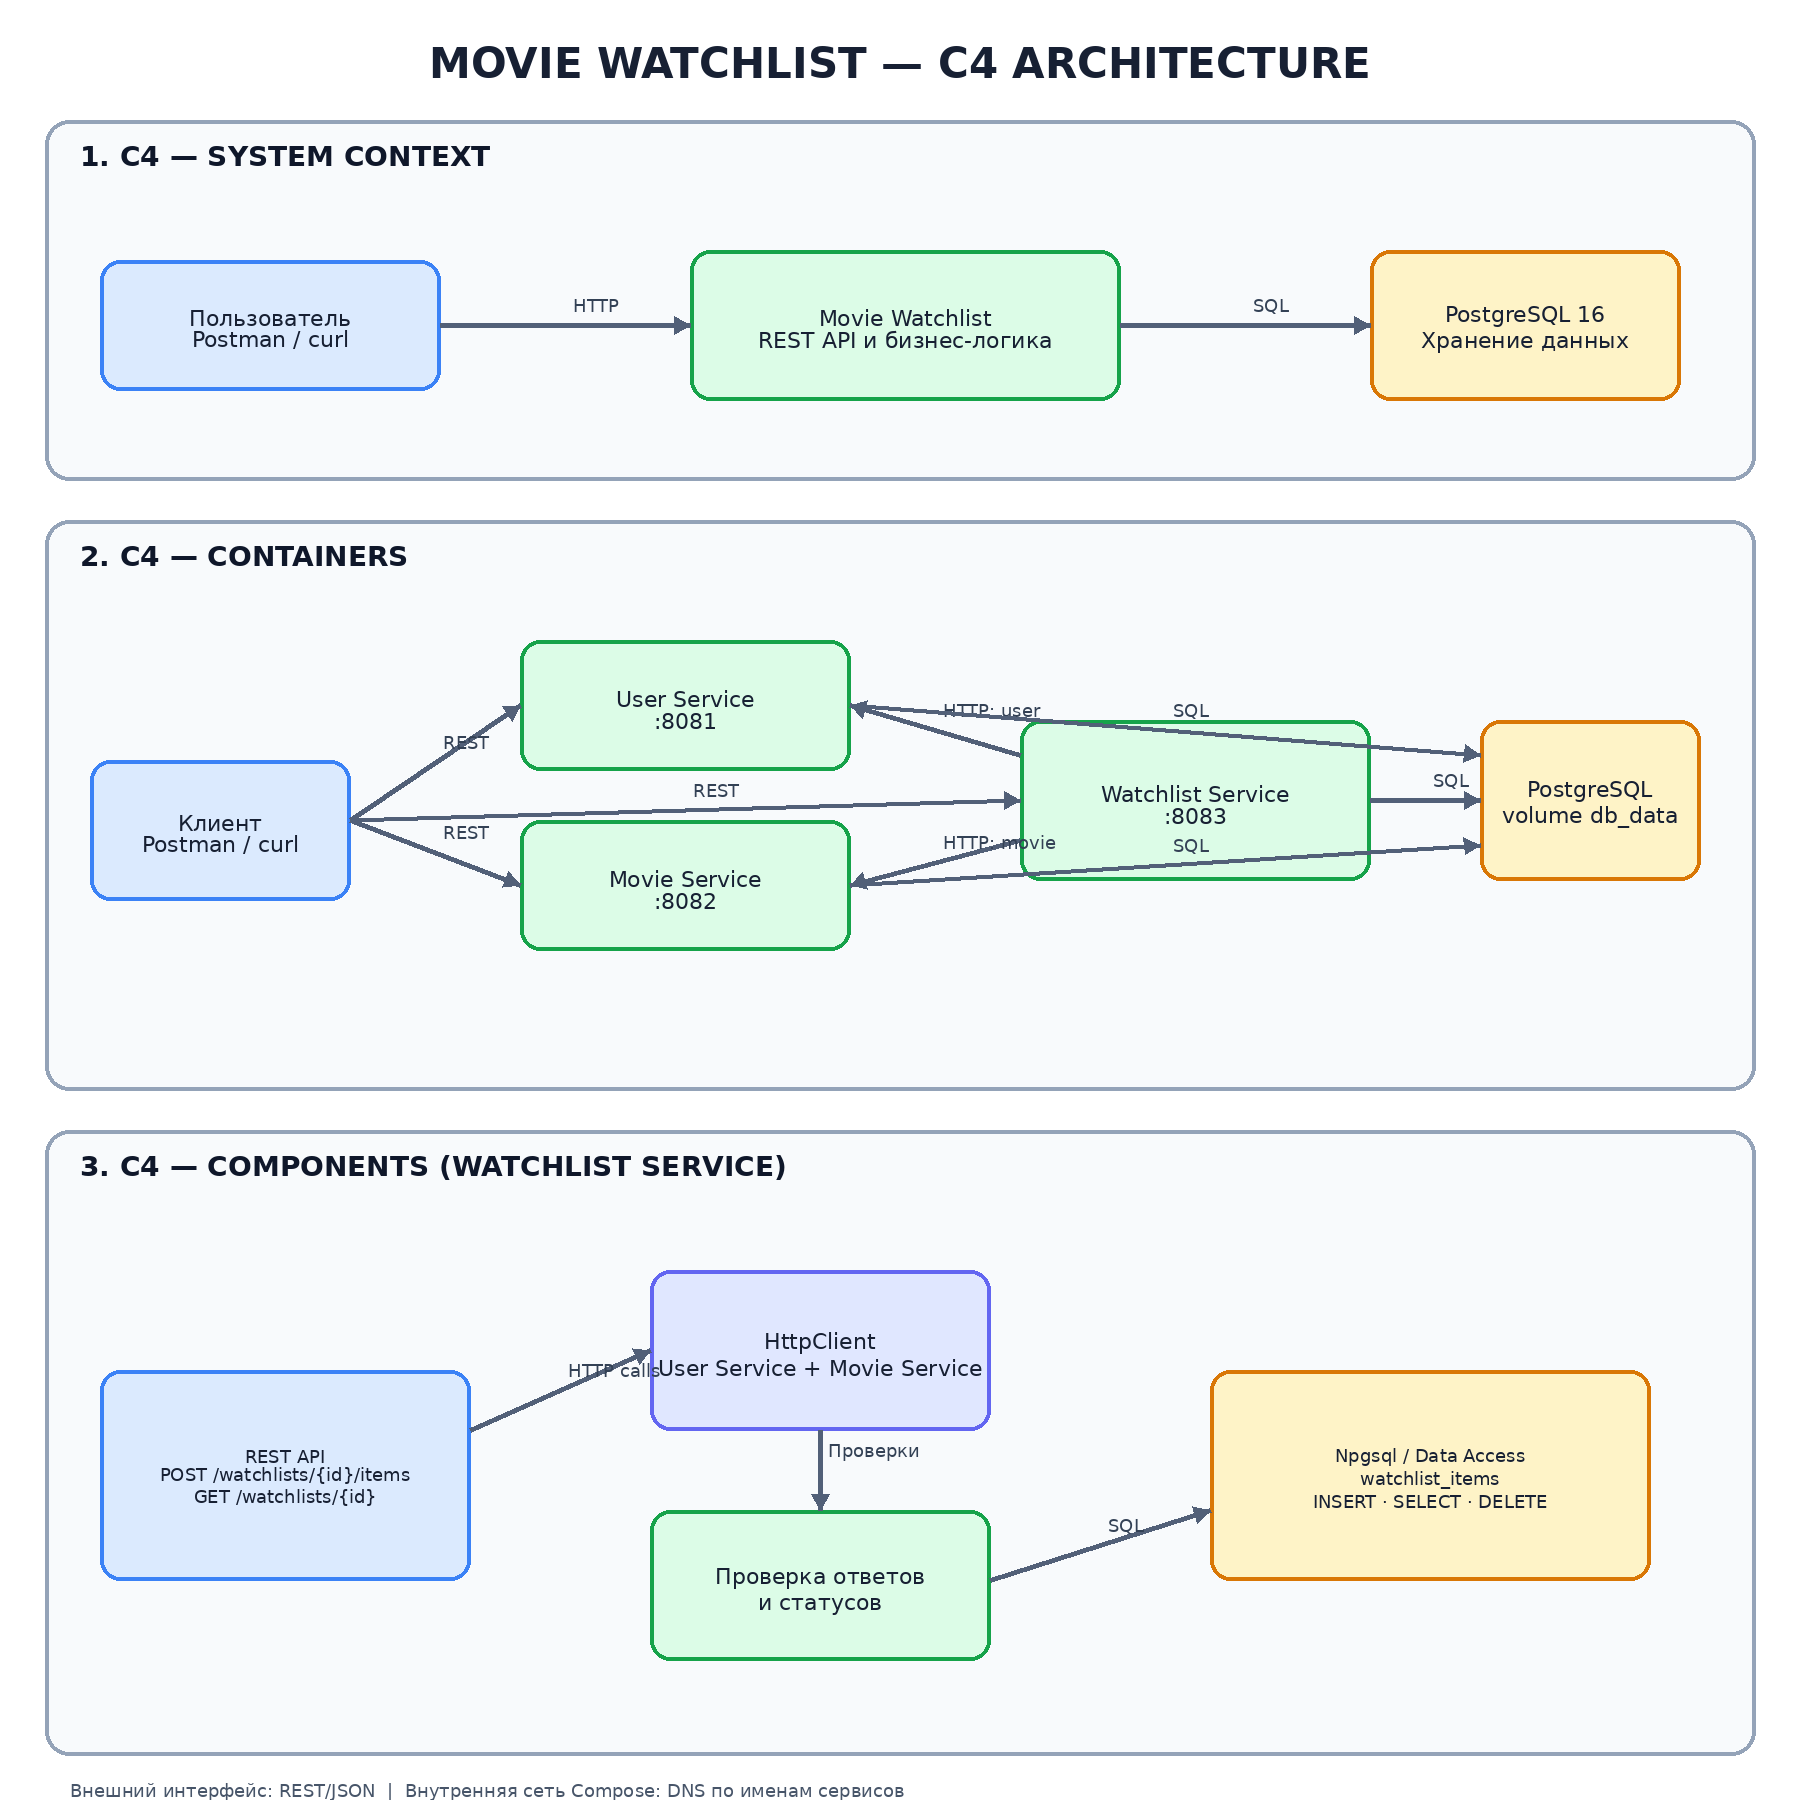 MOVIE WATCHLIST — C4 ARCHITECTURE
1. C4 — SYSTEM CONTEXT
Пользователь
Postman / curl
HTTP
Movie Watchlist
REST API и бизнес-логика
SQL
PostgreSQL 16
Хранение данных
2. C4 — CONTAINERS
Клиент
Postman / curl
REST
REST
REST
User Service
:8081
Movie Service
:8082
HTTP: user
HTTP: movie
Watchlist Service
:8083
SQL
SQL
SQL
PostgreSQL
volume db_data
3. C4 — COMPONENTS (WATCHLIST SERVICE)
REST API
POST /watchlists/{id}/items
GET /watchlists/{id}
HTTP calls
HttpClient
User Service + Movie Service
Проверки
Проверка ответов
и статусов
SQL
Npgsql / Data Access
watchlist_items
INSERT · SELECT · DELETE
Внешний интерфейс: REST/JSON | Внутренняя сеть Compose: DNS по именам сервисов